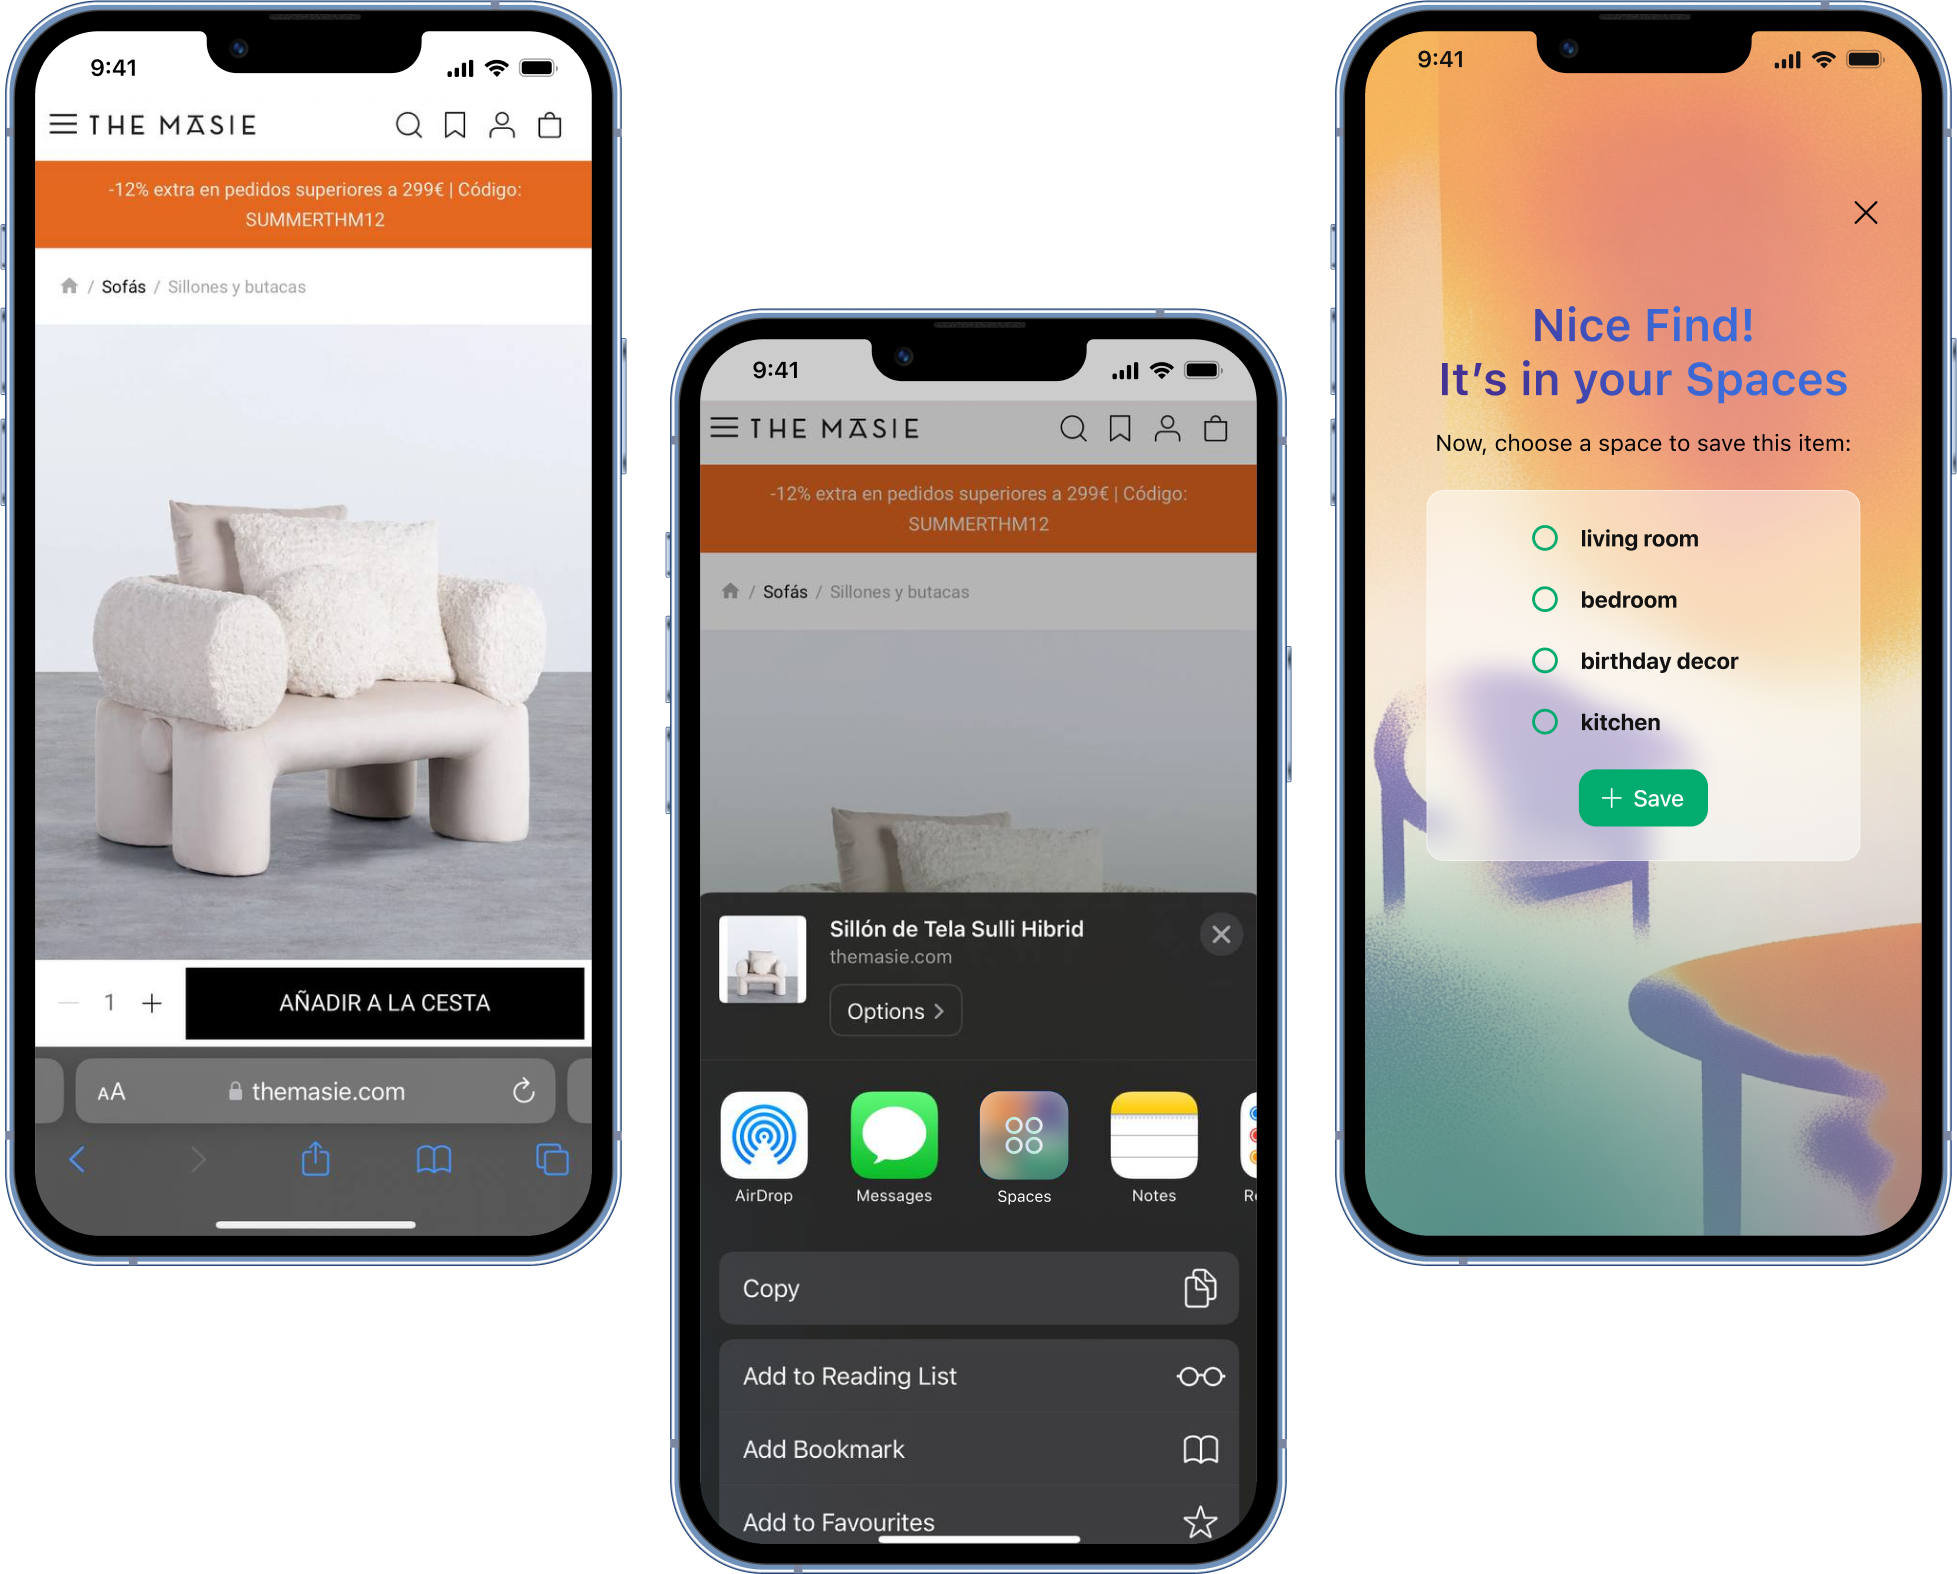 9:41
THE MASIE
-12% extra en pedidos superiores a 299€ | Código:
SUMMERTHM12
/ Sofás / Sillones y butacas
1 + AÑADIR A LA CESTA
AA themasie.com
9:41
THE MASIE
-12% extra en pedidos superiores a 299€ | Código:
SUMMERTHM12
/ Sofás / Sillones y butacas
Sillón de Tela Sulli Hibrid
themasie.com
Options >
AirDrop Messages Spaces Notes
Copy
Add to Reading List
Add Bookmark
Add to Favourites
9:41
Nice Find!
It's in your Spaces
Now, choose a space to save this item:
living room
bedroom
birthday decor
kitchen
+ Save